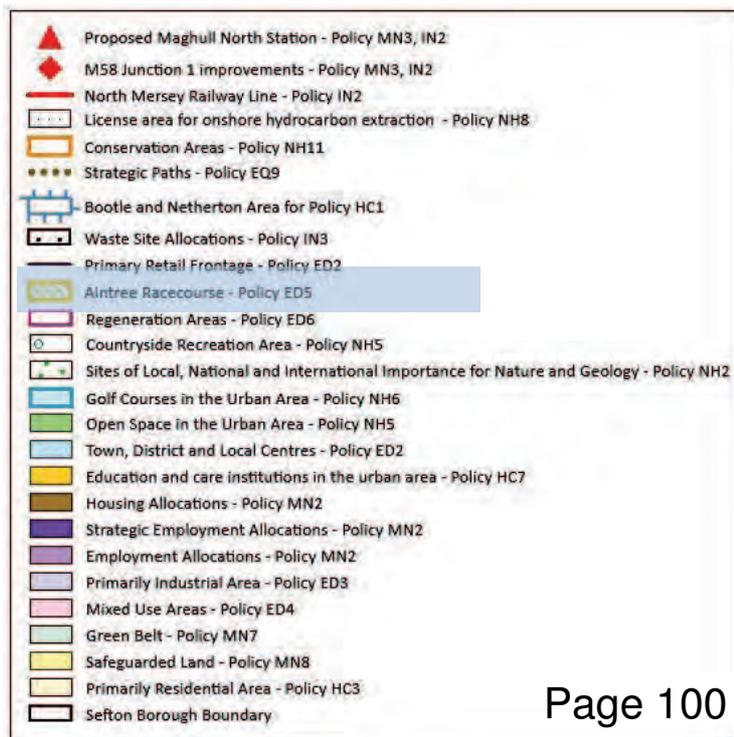 Proposed Maghull North Station - Policy MN3, IN2
M58 Junction 1 improvements - Policy MN3, IN2
North Mersey Railway Line - Policy IN2
License area for onshore hydrocarbon extraction - Policy NH8
Conservation Areas - Policy NH11
Strategic Paths - Policy EQ9
Bootle and Netherton Area for Policy HC1
Waste Site Allocations - Policy IN3
Primary Retail Frontage - Policy ED2
Aintree Racecourse - Policy ED5
Regeneration Areas - Policy ED6
Countryside Recreation Area - Policy NH5
Sites of Local, National and International Importance for Nature and Geology - Policy NH2
Golf Courses in the Urban Area - Policy NH6
Open Space in the Urban Area - Policy NH5
Town, District and Local Centres - Policy ED2
Education and care institutions in the urban area - Policy HC7
Housing Allocations - Policy MN2
Strategic Employment Allocations - Policy MN2
Employment Allocations - Policy MN2
Primarily Industrial Area - Policy ED3
Mixed Use Areas - Policy ED4
Green Belt - Policy MN7
Safeguarded Land - Policy MN8
Primarily Residential Area - Policy HC3
Sefton Borough Boundary
Page 100